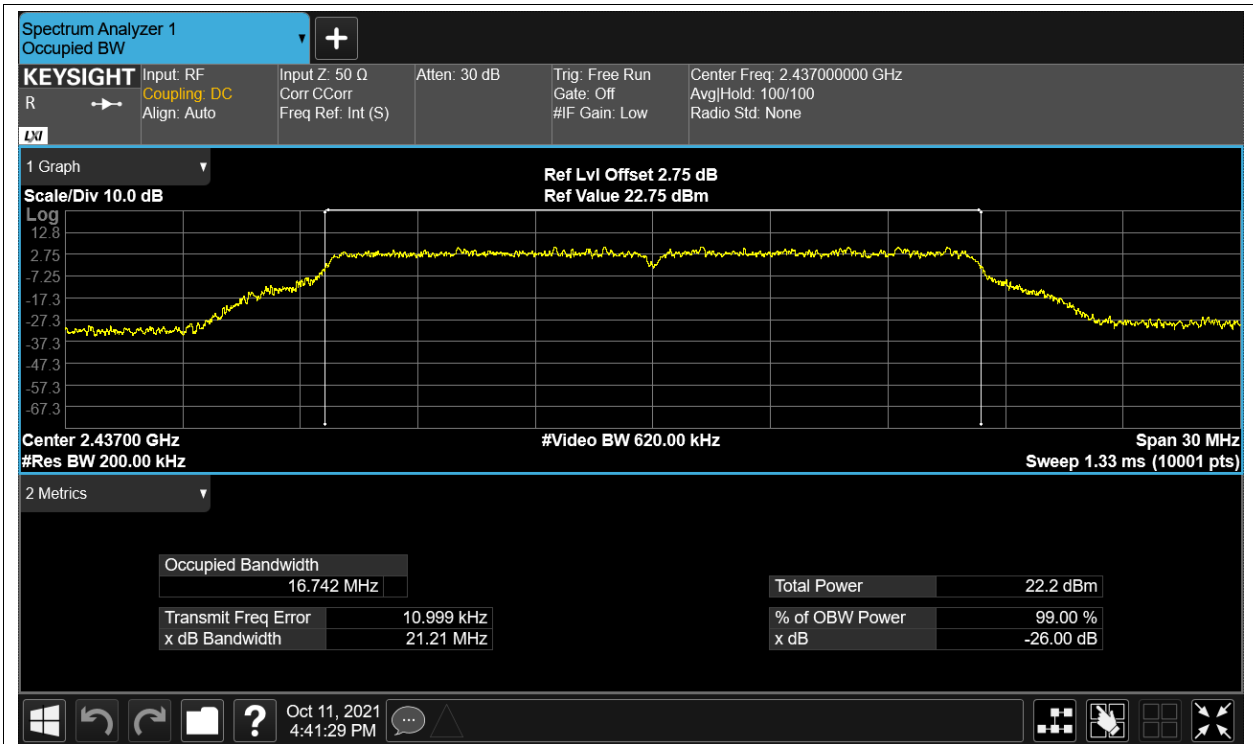 Spectrum Analyzer 1
Occupied BW
KEYSIGHT
R
LXI
Input: RF
Coupling: DC
Align: Auto
Input Z: 50 Ω
Corr CCorr
Freq Ref: Int (S)
Atten: 30 dB
Trig: Free Run
Gate: Off
#IF Gain: Low
Center Freq: 2.437000000 GHz
Avg|Hold: 100/100
Radio Std: None
1 Graph
Scale/Div 10.0 dB
Ref Lvl Offset 2.75 dB
Ref Value 22.75 dBm
Log
12.8
2.75
-7.25
-17.3
-27.3
-37.3
-47.3
-57.3
-67.3
Center 2.43700 GHz
#Video BW 620.00 kHz
Span 30 MHz
#Res BW 200.00 kHz
Sweep 1.33 ms (10001 pts)
2 Metrics
Occupied Bandwidth
16.742 MHz
Total Power 22.2 dBm
Transmit Freq Error 10.999 kHz
% of OBW Power 99.00 %
x dB Bandwidth 21.21 MHz
x dB -26.00 dB
?
Oct 11, 2021
4:41:29 PM